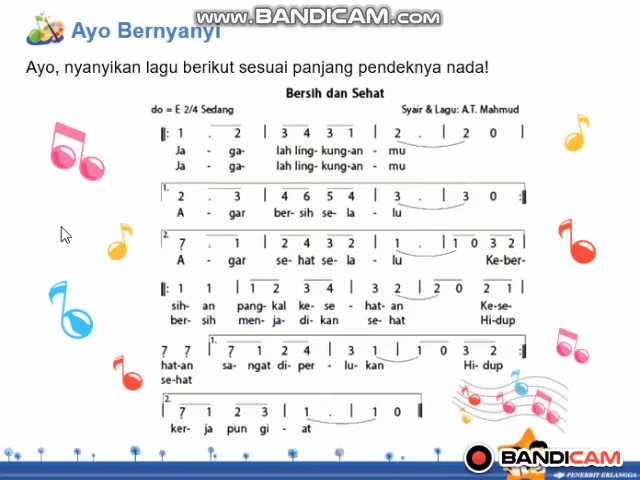 www.BANDICAM.com
Ayo Bernyanyi
Ayo, nyanyikan lagu berikut sesuai panjang pendeknya nada!
Bersih dan Sehat
do = E 2/4 Sedang Syair & Lagu: A.T. Mahmud
||: 1 . 2 | 3 4 3 1 | 2 . | 2 0 |
Ja - ga- lah ling- kung-an- mu
Ja - ga- lah ling- kung-an- mu
1.
2 . 3 | 4 6 5 4 | 3 . | 3 0 :||
A - gar ber- sih se- la - lu
2.
7 . 1 | 2 4 3 2 | 1 . | 1 0 3 2 |
A - gar se- hat se- la - lu Ke-ber-
||: 1 1 | 1 2 3 4 | 3 2 | 2 0 2 1 |
sih- an pang- kal ke- se - hat- an Ke-se-
ber- sih men- ja- di- kan se- hat Hi-dup
1.
7 7 | 7 1 2 4 | 3 1 | 1 0 3 2 :||
hat-an sa- ngat di- per - lu- kan Hi- dup
se-hat
2.
| 7 1 2 3 | 1 . | 1 0 |
ker- ja pun gi - at
BANDICAM
PENERBIT ERLANGGA